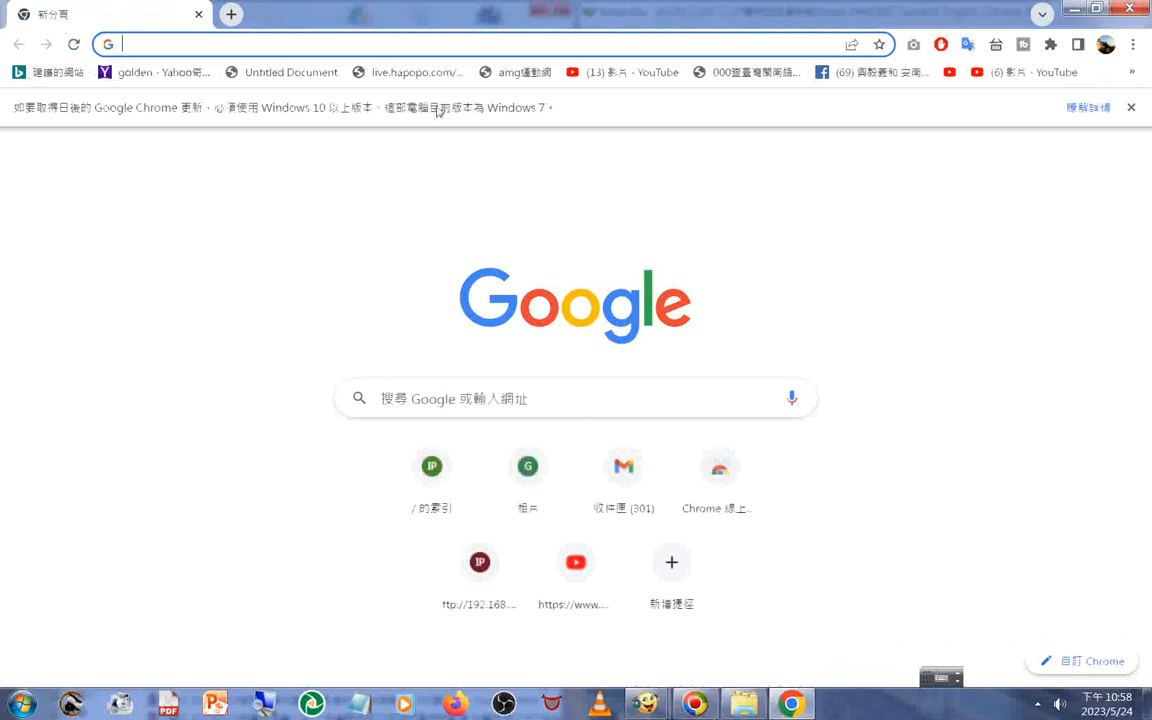 新分頁
建議的網站
golden - Yahoo奇...
Untitled Document
live.hapopo.com/...
amg運動網
(13) 影片 - YouTube
000查臺灣閩南語...
(69) 興毅義和 安南...
(6) 影片 - YouTube
»
如要取得日後的 Google Chrome 更新，必須使用 Windows 10 以上版本，這部電腦目前版本為 Windows 7。
瞭解詳情
Google
搜尋 Google 或輸入網址
IP
G
/ 的索引
相片
收件匣 (301)
Chrome 線上...
IP
ftp://192.168....
https://www....
新增捷徑
自訂 Chrome
PDF
下午 10:58
2023/5/24